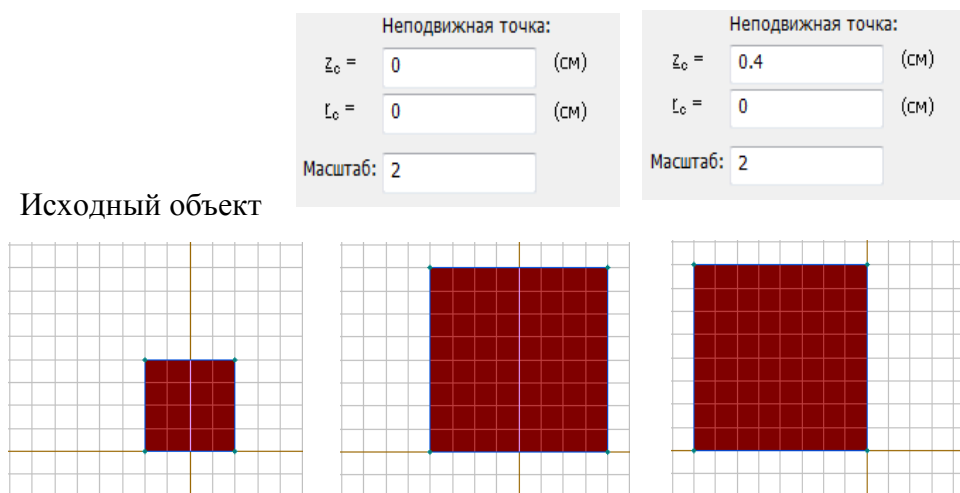 Неподвижная точка:
z_c = 0 (см)
r_c = 0 (см)
Масштаб: 2
Неподвижная точка:
z_c = 0.4 (см)
r_c = 0 (см)
Масштаб: 2
Исходный объект